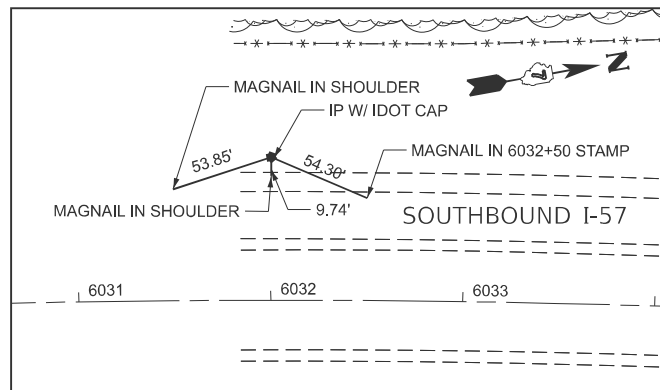 N
MAGNAIL IN SHOULDER
IP W/ IDOT CAP
53.85'
54.30'
MAGNAIL IN 6032+50 STAMP
MAGNAIL IN SHOULDER
9.74'
SOUTHBOUND I-57
6031
6032
6033